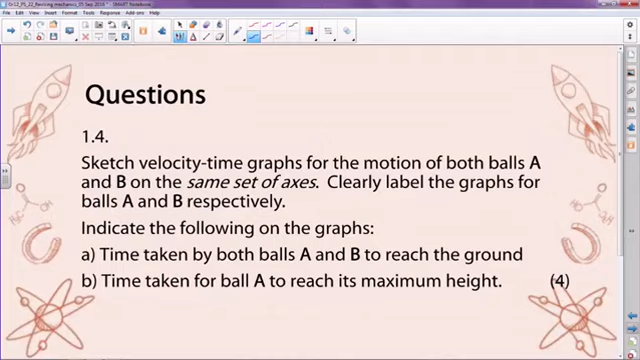 Gr12_PS_22_Revising mechanics_05 Sep 2016 * - SMART Notebook
File Edit View Insert Format Tools Add-ons Help
Questions
1.4.
Sketch velocity-time graphs for the motion of both balls A
and B on the same set of axes. Clearly label the graphs for
balls A and B respectively.
Indicate the following on the graphs:
a) Time taken by both balls A and B to reach the ground
b) Time taken for ball A to reach its maximum height. (4)